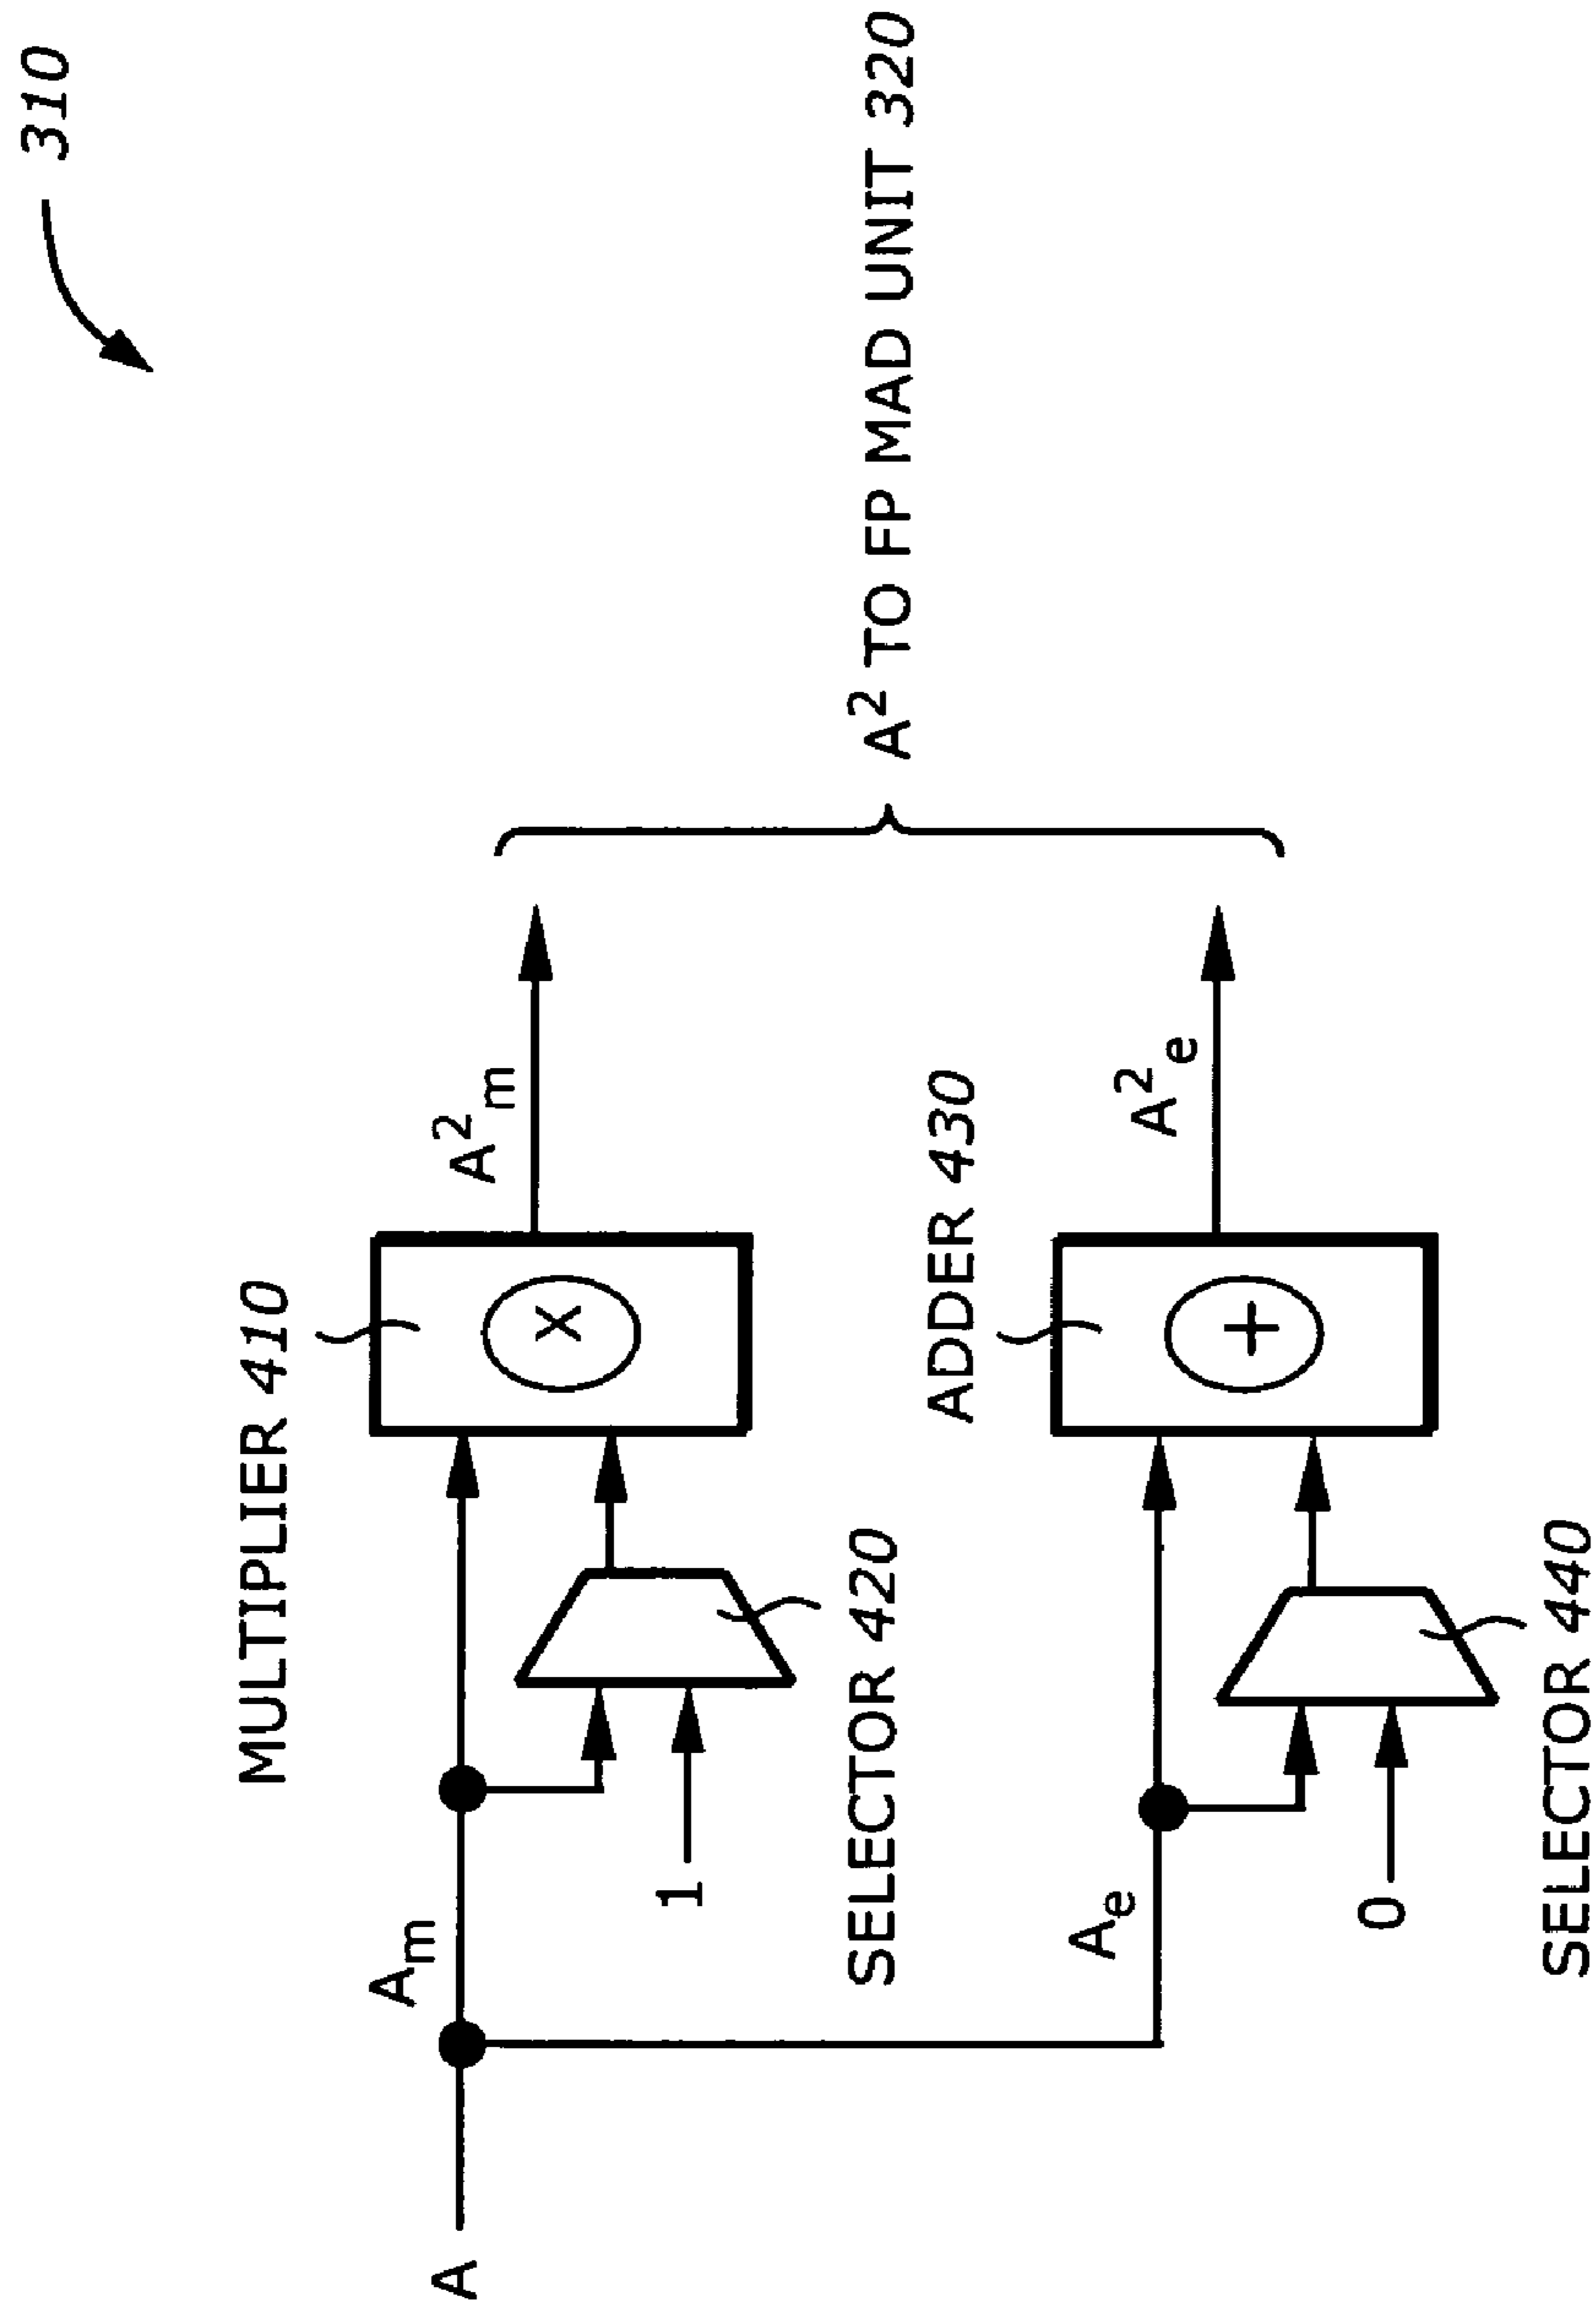 310
MULTIPLIER 410
A Am
A²m
1
SELECTOR 420
A² TO FP MAD UNIT 320
ADDER 430
Ae
A²e
0
SELECTOR 440
x
+